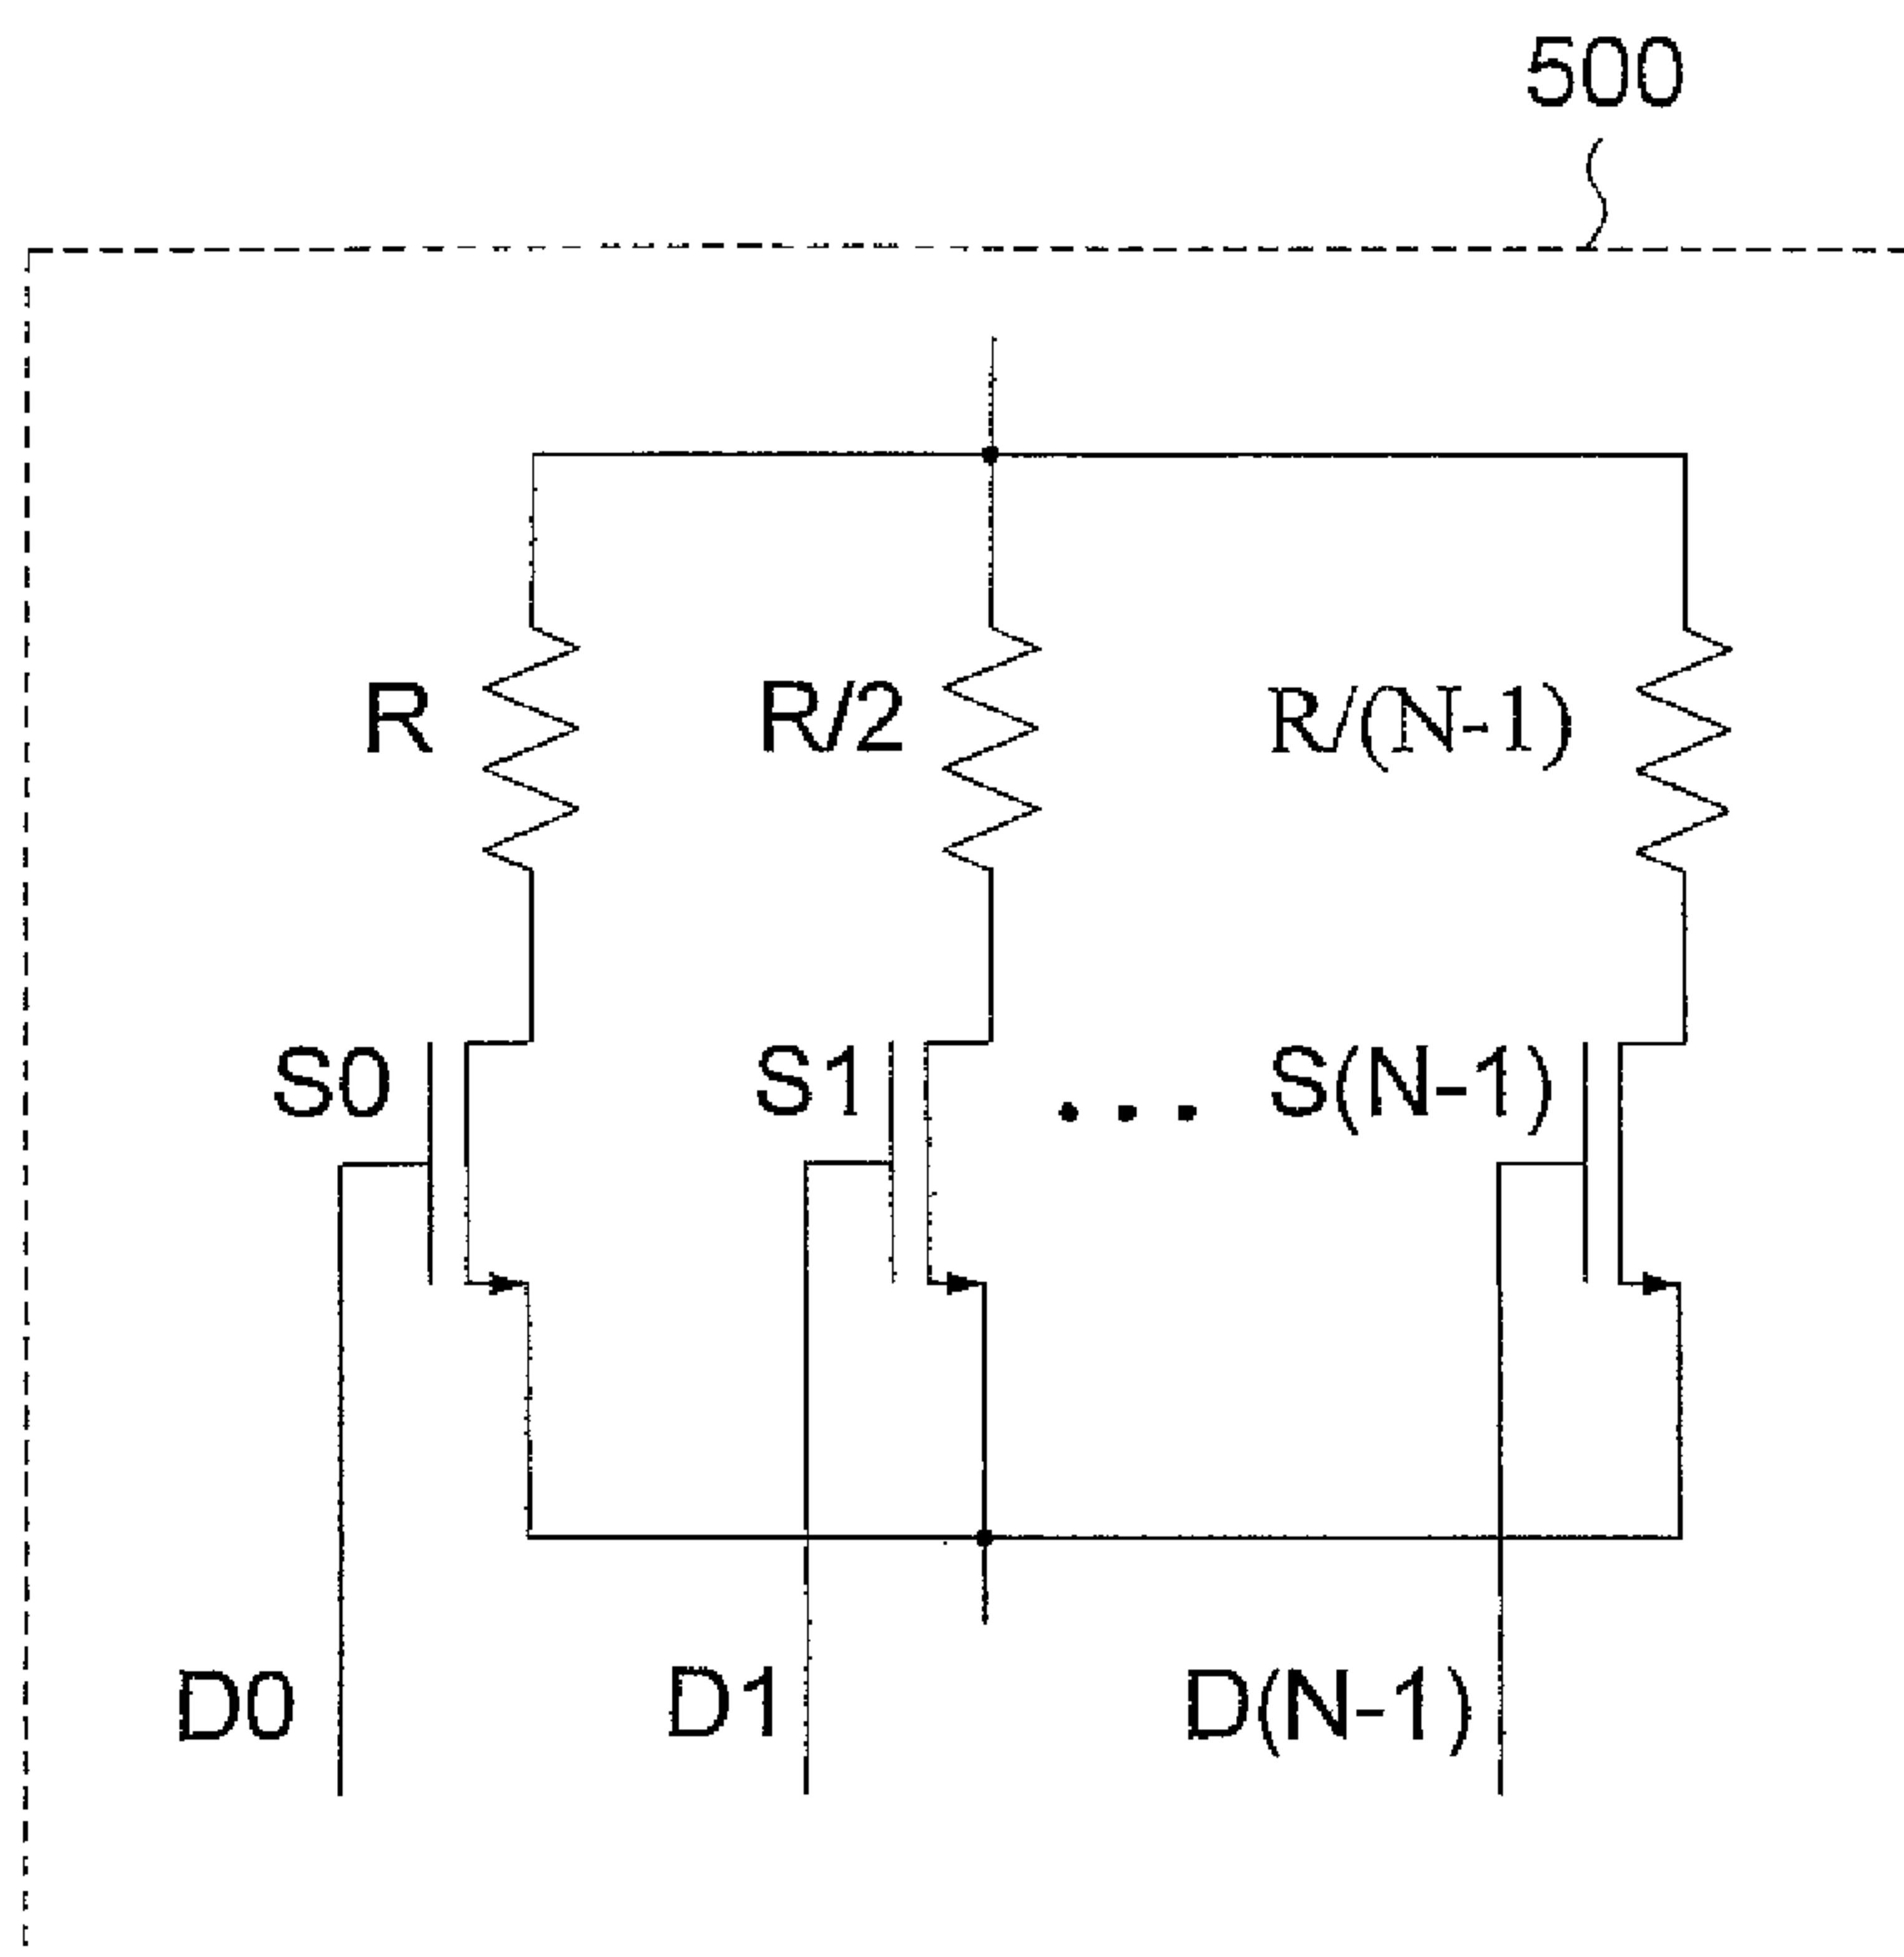 500
R R/2 R/(N-1)
S0 S1 ... S(N-1)
D0 D1 D(N-1)